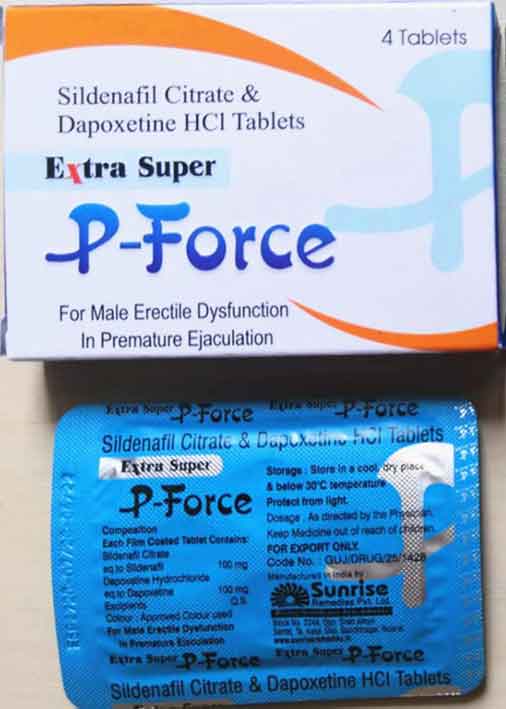 4 Tablets
Sildenafil Citrate &
Dapoxetine HCl Tablets
Extra Super
P-Force
For Male Erectile Dysfunction
In Premature Ejaculation
Extra Super P-Force Extra Super P-Force
Sildenafil Citrate & Dapoxetine HCl Tablets
Extra Super
P-Force
Composition
Each Film Coated Tablet Contains:
Sildenafil Citrate
eq to Sildenafil 100 mg
Dapoxetine Hydrochloride
eq to Dapoxetine 100 mg
Excipients Q.S.
Colour : Approved Colour used
For Male Erectile Dysfunction
In Premature Ejaculation
Storage : Store in a cool, dry place
& below 30°C temperature
Protect from light.
Dosage : As directed by the Physician.
Keep Medicine out of reach of children.
FOR EXPORT ONLY.
Code No. : GUJ/DRUG/25/1428
Manufactured in India by :
Sunrise
Remedies Pvt. Ltd.
Extra Super P-Force Extra Super P-Force
Sildenafil Citrate & Dapoxetine HCl Tablets